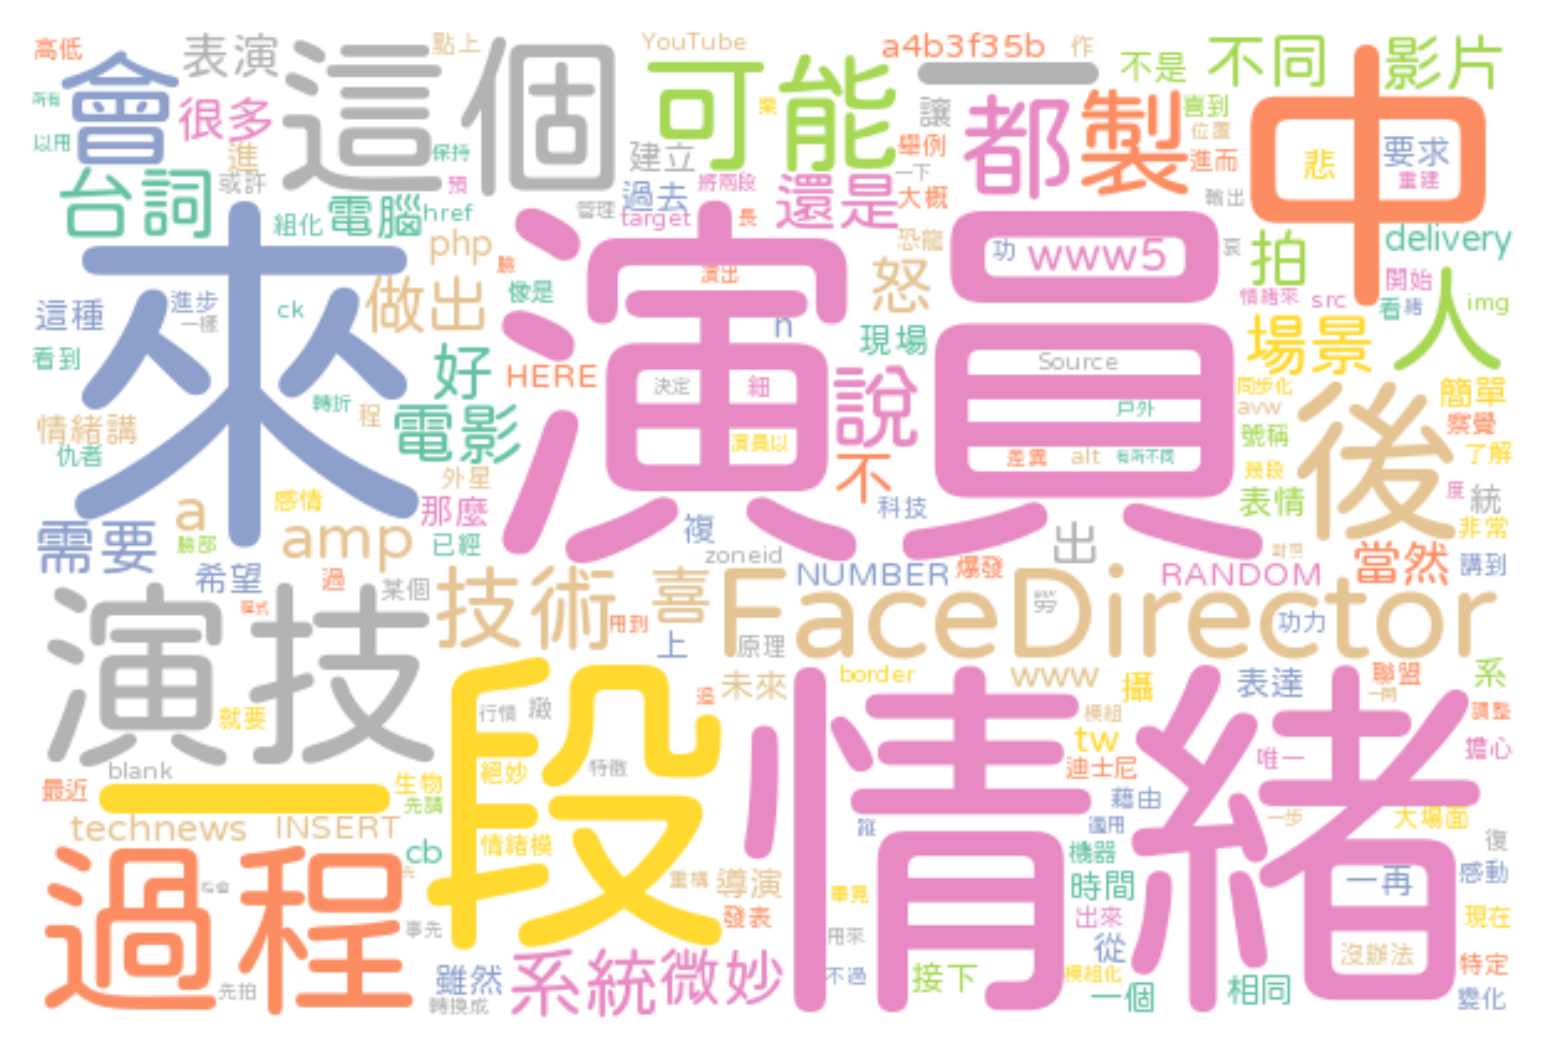 高低 表演 點上 YouTube a4b3f35b 作 不是 不同 影片
會 這個 可能 一 都 製 中
所有 很多 樂 讓 喜到
以用 進 保持 建立 舉例 位置 悲 要求
台詞 或許 預 將兩段 一下 進而 重建
組化 電腦 href 管理 過去 target 長 還是 大概 輸出
來 php 臉 演員 恐龍 功 www5 哀 拍 delivery
這種 進步 一樣 ck 做出 像是 演出 怒 情緒來 src 開始 看 緒 人 img
看到 好 HERE n 現場 Source 場景
轉折 程 電影 決定 細 說 戶外 同步化 avw 後 簡單
情緒講 仇者 外星 演員以 不 差異 alt 有所不同 號稱 幾段 察覺 了解
感情 a amp 那麼 科技 表情 度 統 非常
需要 臉部 已經 複 zoneid 出 對照 當然 講到
希望 過 某個 技術 喜 NUMBER 爆發 RANDOM
演技 程式 用到 上 原理 FaceDirector 功力
就要 段 行情 緻 過 未來 情緒 border www 攝 表達 聯盟 系
blank 絕妙 特徵 模組 tw 唯一 調整 擔心
最近 一 生物 先請 迪士尼 藉由
technews INSERT cb 情緒模 濾用 一步 大場面
過程 重構 導演 機器 一再 復 感動
事先 發表 畢竟 時間 出來 現在
先拍 雖然 轉換成 系統 微妙 用來 不過 接下 從 模組化 一個 相同 沒辦法 特定 變化